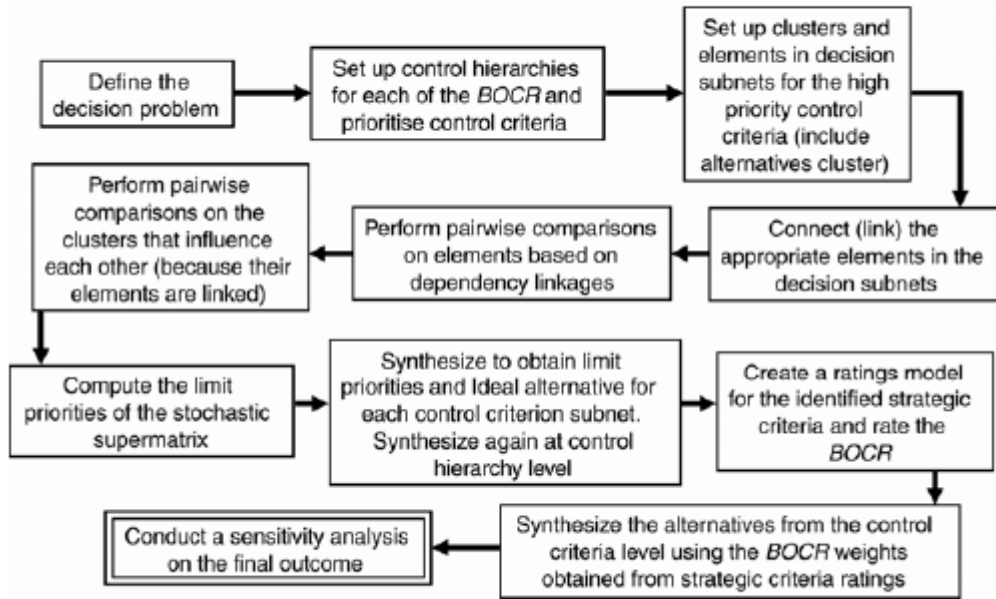 Define the
decision problem
Set up control hierarchies
for each of the BOCR and
prioritise control criteria
Set up clusters and
elements in decision
subnets for the high
priority control
criteria (include
alternatives cluster)
Connect (link) the
appropriate elements in the
decision subnets
Perform pairwise comparisons
on elements based on
dependency linkages
Perform pairwise
comparisons on the
clusters that influence
each other (because their
elements are linked)
Compute the limit
priorities of the stochastic
supermatrix
Synthesize to obtain limit
priorities and Ideal alternative for
each control criterion subnet.
Synthesize again at control
hierarchy level
Create a ratings model
for the identified strategic
criteria and rate the
BOCR
Synthesize the alternatives from the control
criteria level using the BOCR weights
obtained from strategic criteria ratings
Conduct a sensitivity analysis
on the final outcome